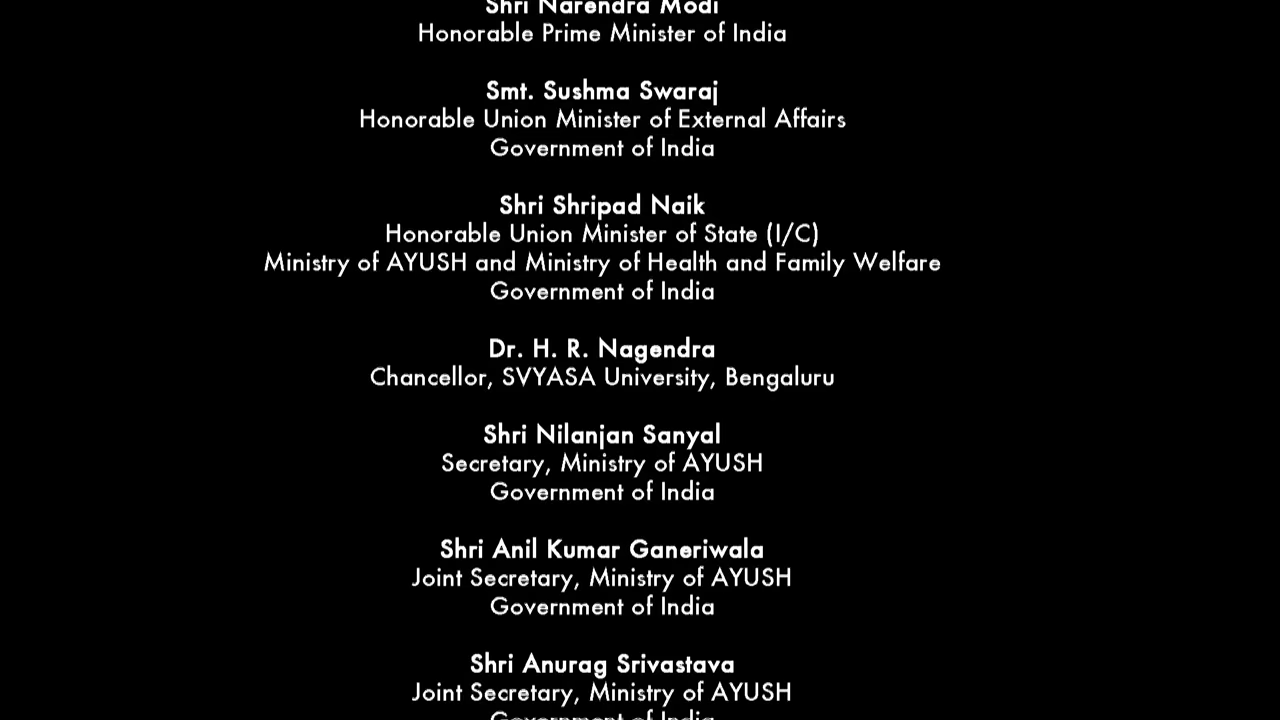 Shri Narendra Modi
Honorable Prime Minister of India
Smt. Sushma Swaraj
Honorable Union Minister of External Affairs
Government of India
Shri Shripad Naik
Honorable Union Minister of State (I/C)
Ministry of AYUSH and Ministry of Health and Family Welfare
Government of India
Dr. H. R. Nagendra
Chancellor, SVYASA University, Bengaluru
Shri Nilanjan Sanyal
Secretary, Ministry of AYUSH
Government of India
Shri Anil Kumar Ganeriwala
Joint Secretary, Ministry of AYUSH
Government of India
Shri Anurag Srivastava
Joint Secretary, Ministry of AYUSH
Government of India